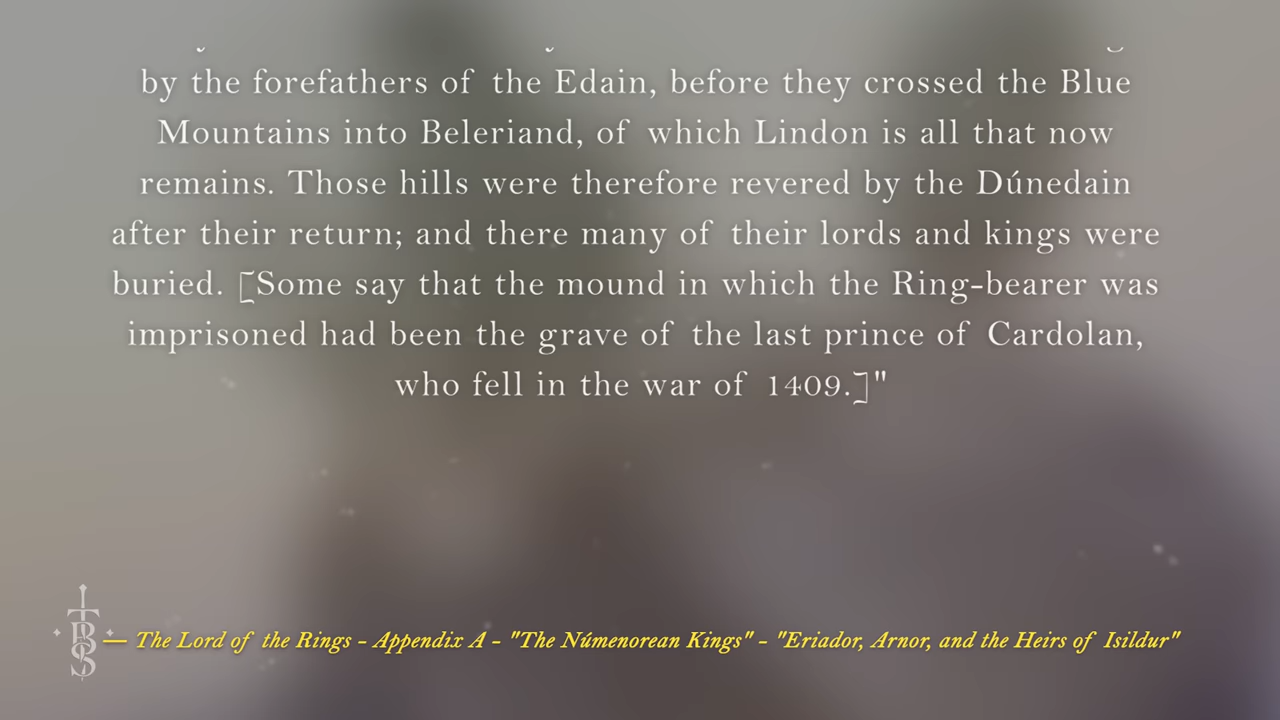 by the forefathers of the Edain, before they crossed the Blue
Mountains into Beleriand, of which Lindon is all that now
remains. Those hills were therefore revered by the Dúnedain
after their return; and there many of their lords and kings were
buried. [Some say that the mound in which the Ring-bearer was
imprisoned had been the grave of the last prince of Cardolan,
who fell in the war of 1409.]"
— The Lord of the Rings - Appendix A - "The Númenorean Kings" - "Eriador, Arnor, and the Heirs of Isildur"